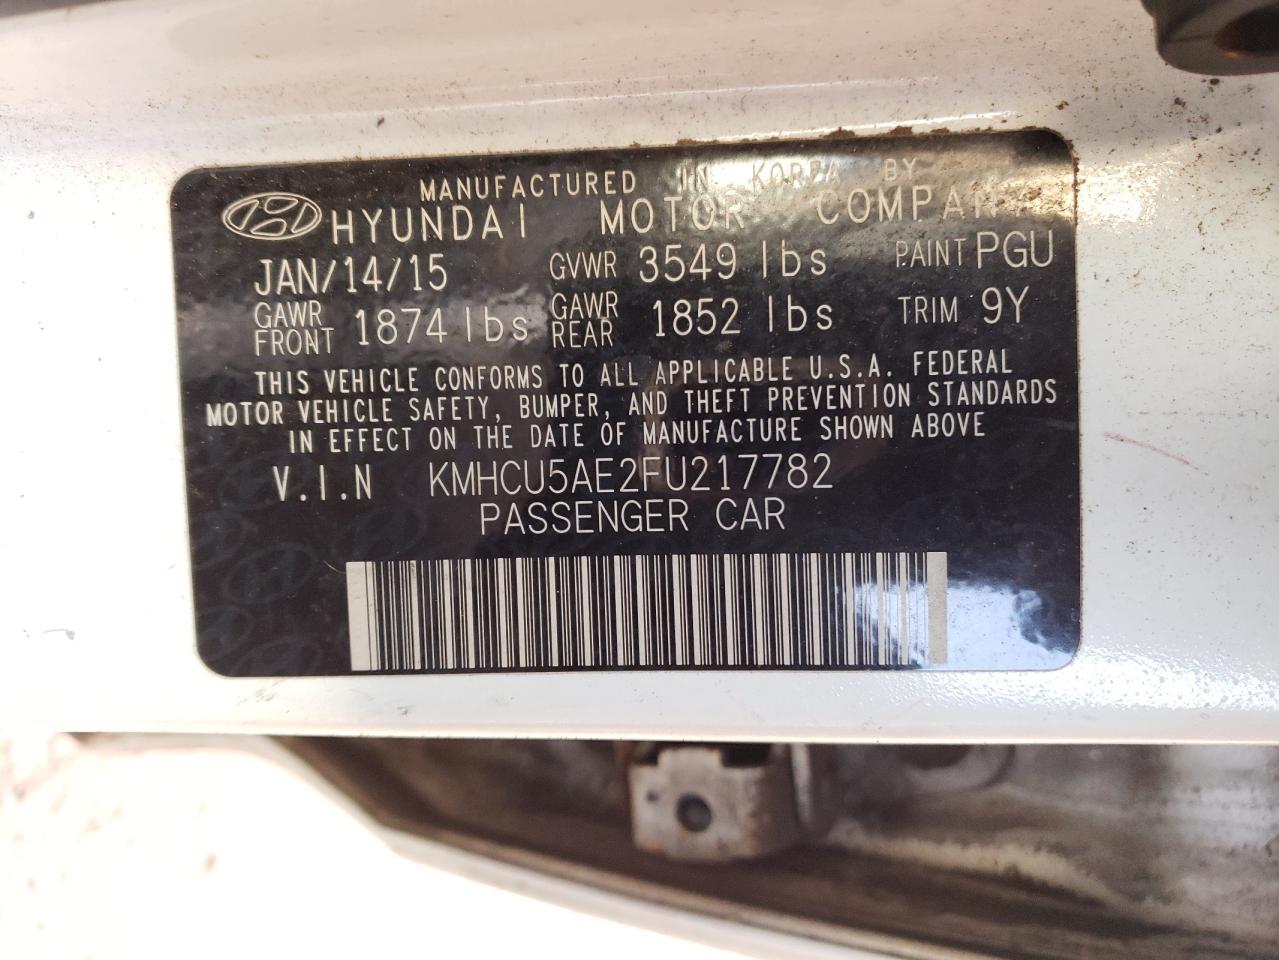 MANUFACTURED IN KOREA BY
HYUNDAI MOTOR COMPANY
JAN/14/15 GVWR 3549 lbs PAINT PGU
GAWR FRONT 1874 lbs GAWR REAR 1852 lbs TRIM 9Y
THIS VEHICLE CONFORMS TO ALL APPLICABLE U.S.A. FEDERAL
MOTOR VEHICLE SAFETY, BUMPER, AND THEFT PREVENTION STANDARDS
IN EFFECT ON THE DATE OF MANUFACTURE SHOWN ABOVE
V.I.N KMHCU5AE2FU217782
PASSENGER CAR